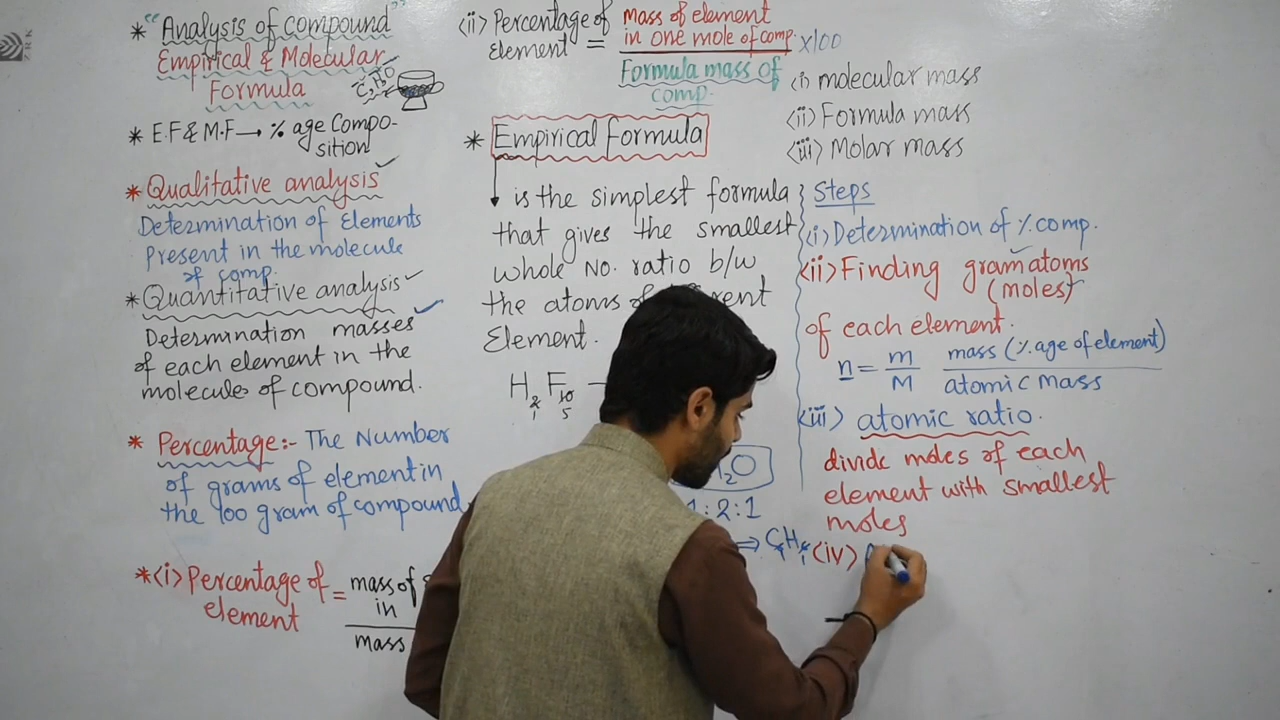 * "Analysis of compound"
Empirical & Molecular
Formula
* E.F & M.F → % age Compo-
sition
* Qualitative analysis
Determination of Elements
Present in the molecule
of comp.
* Quantitative analysis
Determination masses
of each element in the
molecules of compound.
* Percentage:- The Number
of grams of element in
the 100 gram of compound
* (i) Percentage of
element = mass of
in
mass
(ii) Percentage of
Element = mass of element
in one mole of comp. x100
Formula mass of
comp.
(i) molecular mass
(ii) Formula mass
(iii) Molar mass
* Empirical Formula
is the simplest formula
that gives the smallest
whole No. ratio b/w
the atoms of
Element.
1:2:1
Steps
(i) Determination of % comp.
(ii) Finding gram atoms
(moles)
of each element.
n = m/M mass (% age of element)
atomic mass
(iii) atomic ratio.
divide moles of each
element with smallest
moles
(iv)